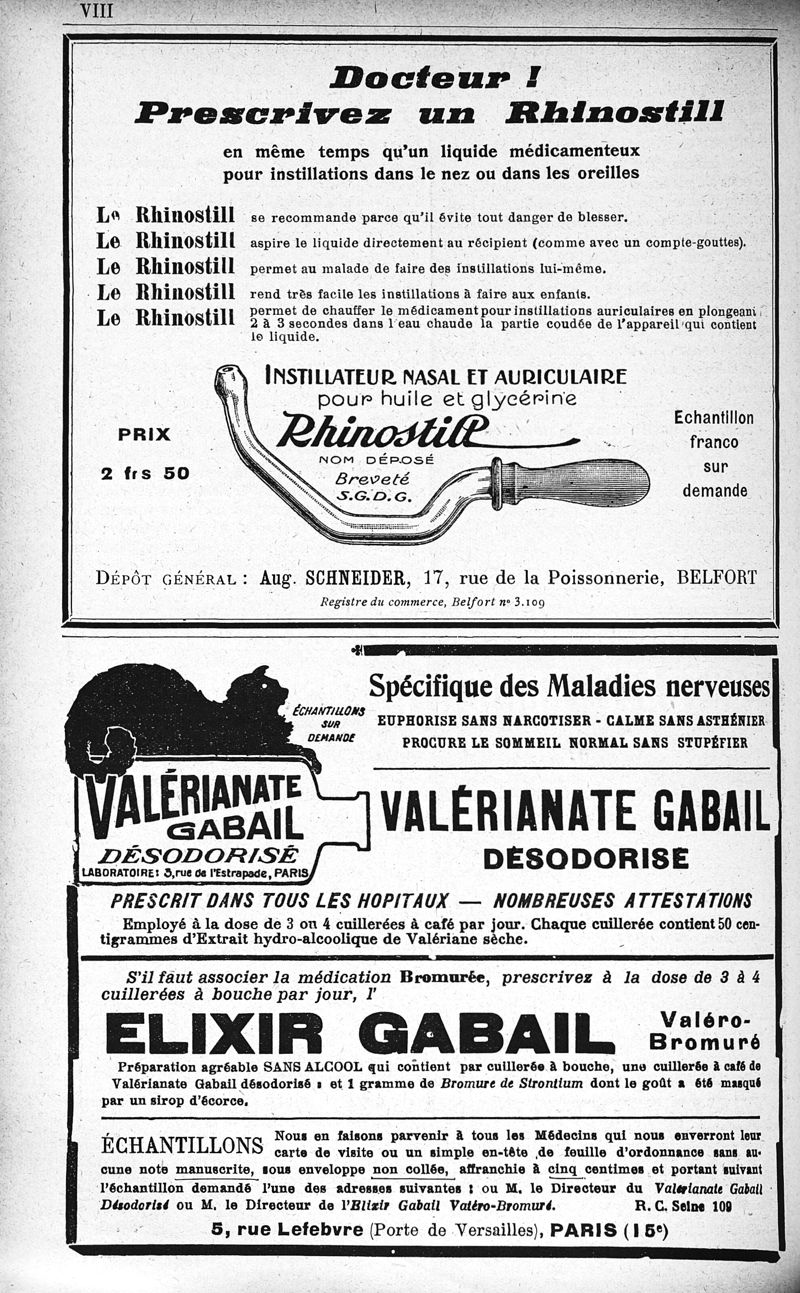 VIII
Docteur !
Prescrivez un Rhinostill
en même temps qu'un liquide médicamenteux
pour instillations dans le nez ou dans les oreilles
Le Rhinostill se recommande parce qu'il évite tout danger de blesser.
Le Rhinostill aspire le liquide directement au récipient (comme avec un compte-gouttes).
Le Rhinostill permet au malade de faire des instillations lui-même.
Le Rhinostill rend très facile les instillations à faire aux enfants.
Le Rhinostill permet de chauffer le médicament pour instillations auriculaires en plongeant
2 à 3 secondes dans l'eau chaude la partie coudée de l'appareil qui contient
le liquide.
INSTILLATEUR NASAL ET AURICULAIRE
pour huile et glycérine
Rhinostill
NOM DÉPOSÉ
Breveté
S.G.D.G.
PRIX
2 frs 50
Echantillon
franco
sur
demande
DÉPÔT GÉNÉRAL : Aug. SCHNEIDER, 17, rue de la Poissonnerie, BELFORT
Registre du commerce, Belfort nº 3.109
ÉCHANTILLONS
SUR
DEMANDE
VALÉRIANATE
GABAIL
DÉSODORISÉ
LABORATOIRE: 3, rue de l'Estrapade, PARIS
Spécifique des Maladies nerveuses
EUPHORISE SANS NARCOTISER - CALME SANS ASTHÉNIER
PROCURE LE SOMMEIL NORMAL SANS STUPÉFIER
VALÉRIANATE GABAIL
DÉSODORISÉ
PRESCRIT DANS TOUS LES HOPITAUX — NOMBREUSES ATTESTATIONS
Employé à la dose de 3 ou 4 cuillerées à café par jour. Chaque cuillerée contient 50 cen-
tigrammes d'Extrait hydro-alcoolique de Valériane sèche.
S'il faut associer la médication Bromurée, prescrivez à la dose de 3 à 4
cuillerées à bouche par jour, l'
ELIXIR GABAIL Valéro-
Bromuré
Préparation agréable SANS ALCOOL qui contient par cuillerée à bouche, une cuillerée à café de
Valérianate Gabail désodorisé » et 1 gramme de Bromure de Strontium dont le goût a été masqué
par un sirop d'écorce.
ÉCHANTILLONS Nous en faisons parvenir à tous les Médecins qui nous enverront leur
carte de visite ou un simple en-tête de feuille d'ordonnance sans au-
cune note manuscrite, sous enveloppe non collée, affranchie à cinq centimes et portant suivant
l'échantillon demandé l'une des adresses suivantes : ou M. le Directeur du Valérianate Gabail
Désodorisé ou M. le Directeur de l'Elixir Gabail Valéro-Bromuré. R. C. Seine 109
5, rue Lefebvre (Porte de Versailles), PARIS (15e)